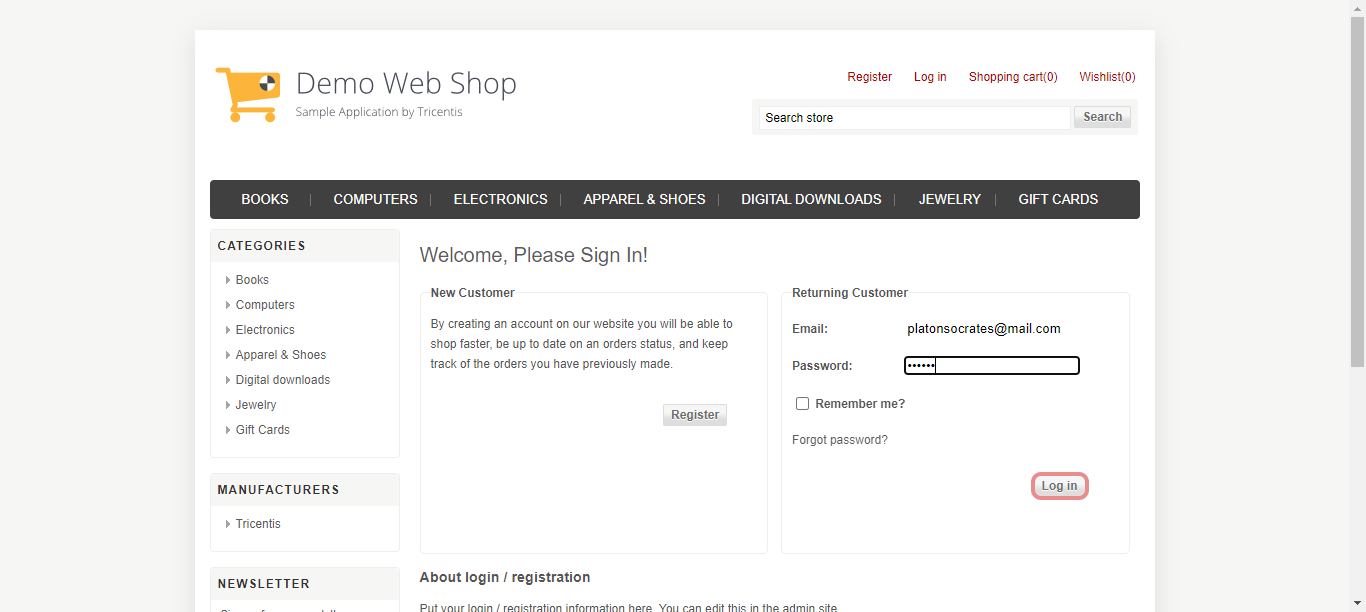 Demo Web Shop
Sample Application by Tricentis
Register Log in Shopping cart(0) Wishlist(0)
Search store Search
BOOKS COMPUTERS ELECTRONICS APPAREL & SHOES DIGITAL DOWNLOADS JEWELRY GIFT CARDS
CATEGORIES
Books
Computers
Electronics
Apparel & Shoes
Digital downloads
Jewelry
Gift Cards
MANUFACTURERS
Tricentis
NEWSLETTER
Welcome, Please Sign In!
New Customer
By creating an account on our website you will be able to
shop faster, be up to date on an orders status, and keep
track of the orders you have previously made.
Register
Returning Customer
Email: platonsocrates@mail.com
Password: ••••••
Remember me?
Forgot password?
Log in
About login / registration
Put your login / registration information here. You can edit this in the admin site.